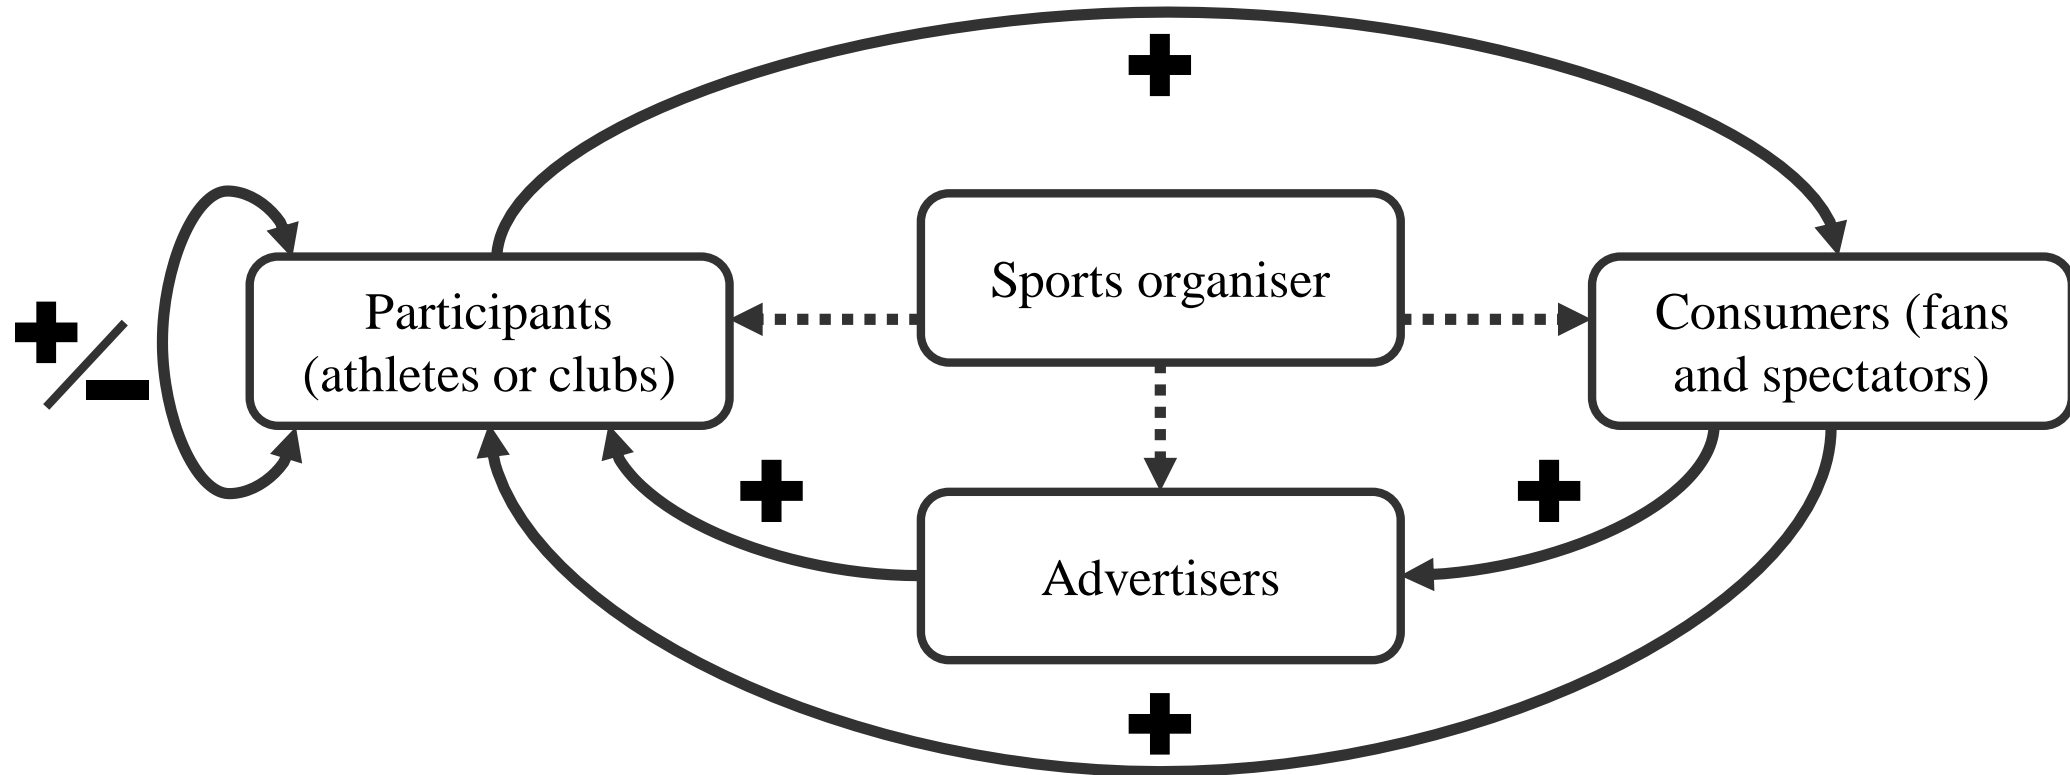 Sports organiser
Participants
(athletes or clubs)
Consumers (fans
and spectators)
Advertisers